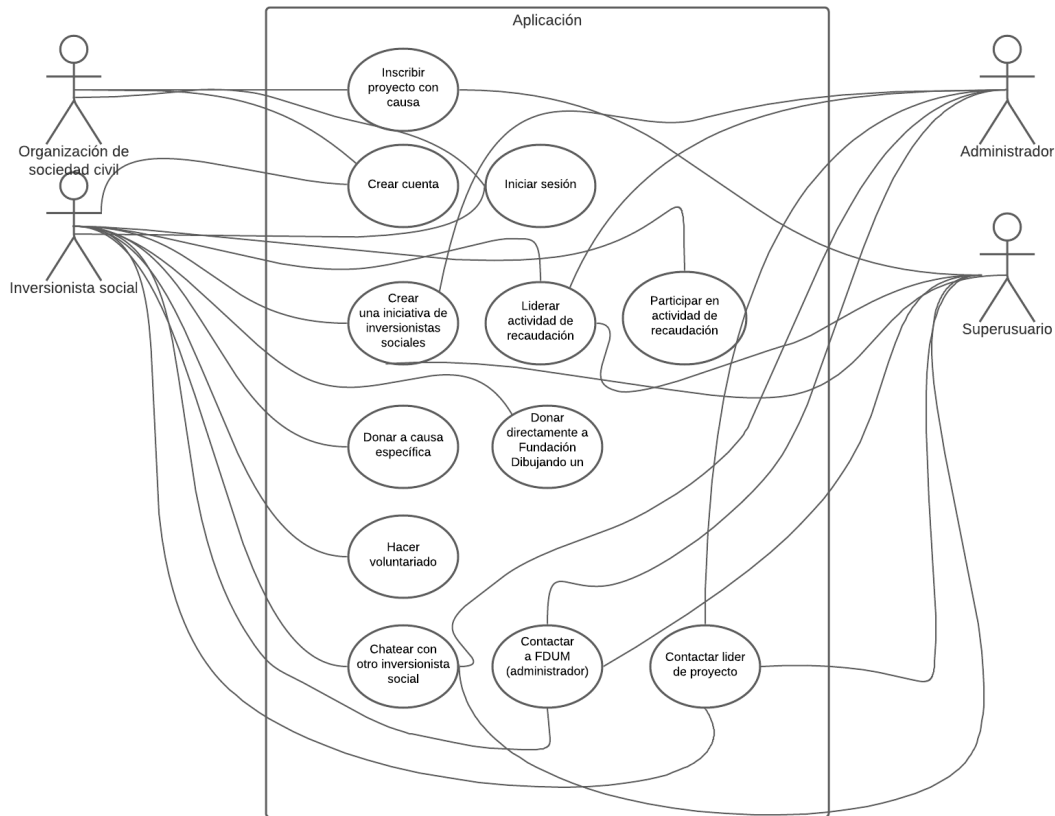 Aplicación
Organización de
sociedad civil
Inversionista social
Administrador
Superusuario
Inscribir
proyecto con
causa
Crear cuenta
Iniciar sesión
Crear
una iniciativa de
inversionistas
sociales
Liderar
actividad de
recaudación
Participar en
actividad de
recaudación
Donar a causa
específica
Donar
directamente a
Fundación
Dibujando un
Hacer
voluntariado
Chatear con
otro inversionista
social
Contactar
a FDUM
(administrador)
Contactar lider
de proyecto